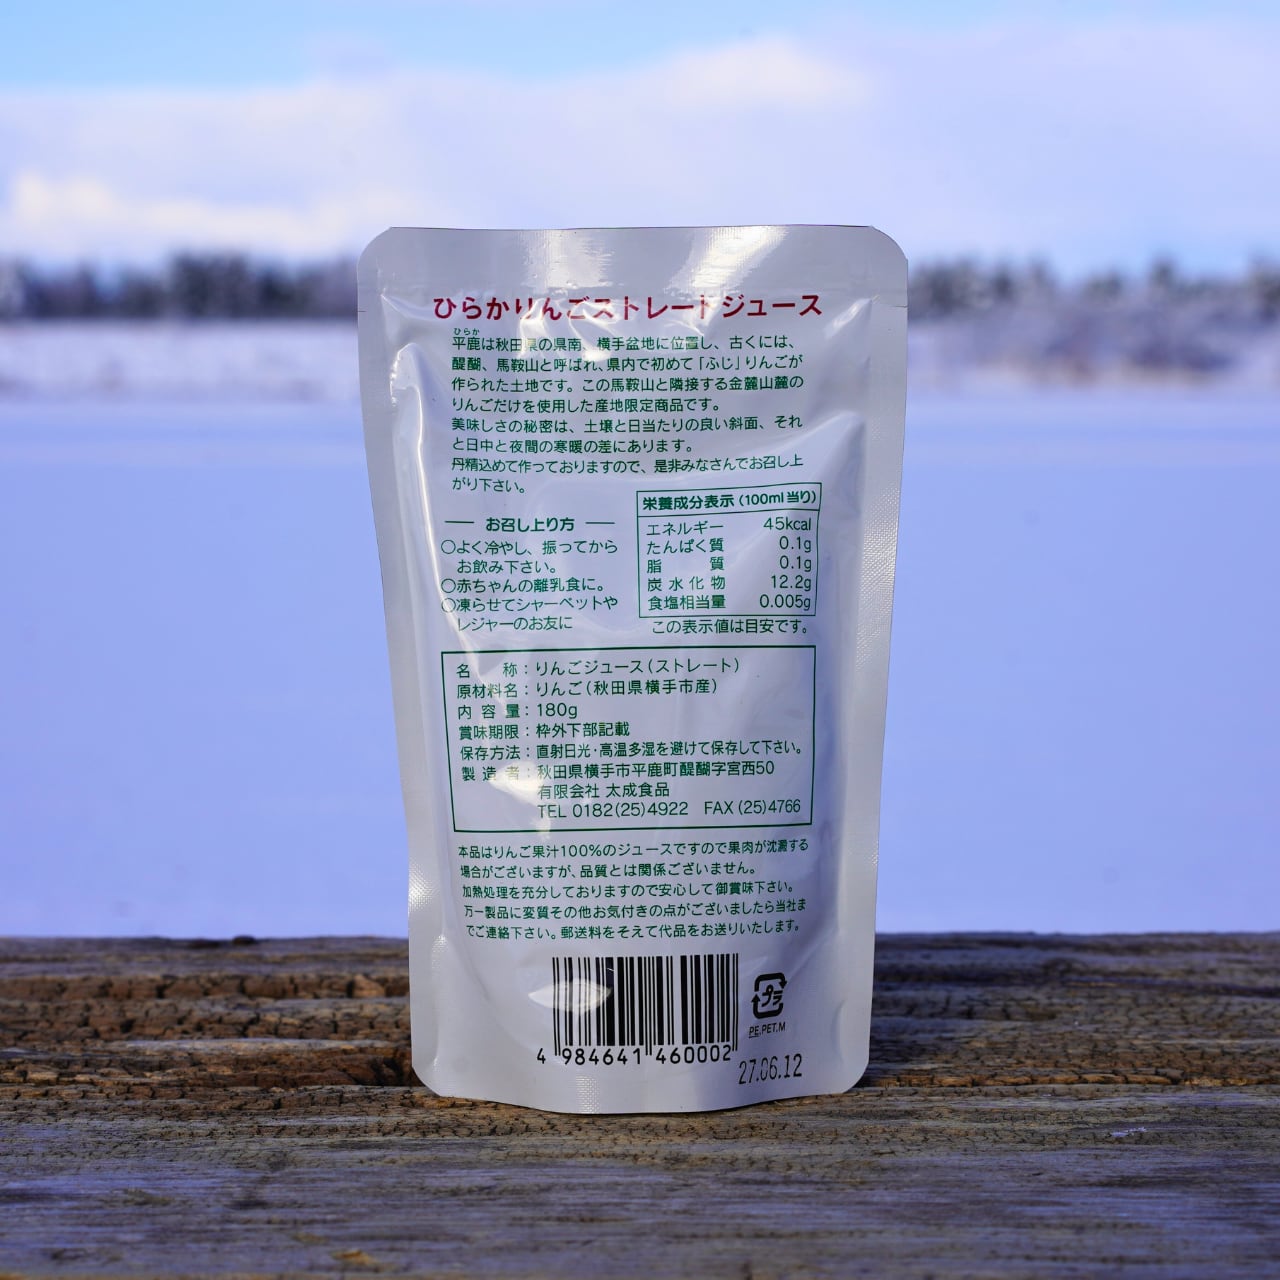 ひらかりんごストレートジュース
ひらか
平鹿は秋田県の県南、横手盆地に位置し、古くには、
醍醐、馬鞍山と呼ばれ、県内で初めて「ふじ」りんごが
作られた土地です。この馬鞍山と隣接する金麓山麓の
りんごだけを使用した産地限定商品です。
美味しさの秘密は、土壌と日当たりの良い斜面、それ
と日中と夜間の寒暖の差にあります。
丹精込めて作っておりますので、是非みなさんでお召し上
がり下さい。
お召し上り方
○よく冷やし、振ってから
お飲み下さい。
○赤ちゃんの離乳食に。
○凍らせてシャーベットや
レジャーのお友に
栄養成分表示(100ml当り)
エネルギー 45kcal
たんぱく質 0.1g
脂質 0.1g
炭水化物 12.2g
食塩相当量 0.005g
この表示値は目安です。
名称:りんごジュース(ストレート)
原材料名:りんご(秋田県横手市産)
内容量:180g
賞味期限:枠外下部記載
保存方法:直射日光・高温多湿を避けて保存して下さい。
製造者:秋田県横手市平鹿町醍醐字宮西50
有限会社 太成食品
TEL 0182(25)4922 FAX(25)4766
本品はりんご果汁100%のジュースですので果肉が沈澱する
場合がございますが、品質とは関係ございません。
加熱処理を充分しておりますので安心して御賞味下さい。
万一製品に変質その他お気付きの点がございましたら当社ま
でご連絡下さい。郵送料をそえて代品をお送りいたします。
プラ
PE.PET.M
4 984641 460002
27.06.12